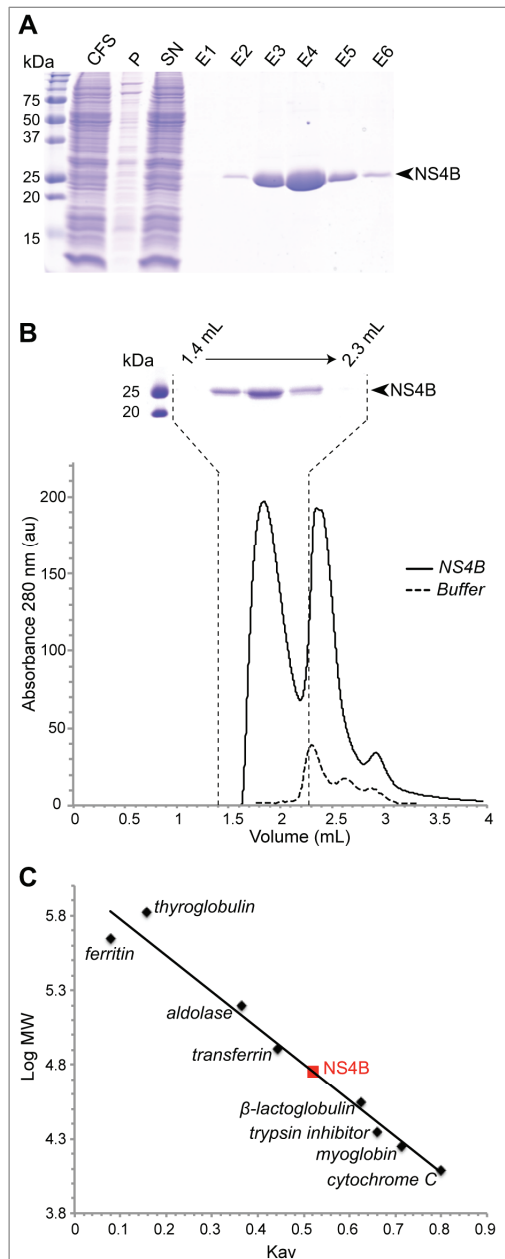 A
kDa
CFS P SN E1 E2 E3 E4 E5 E6
75
50
37
25
20
15
NS4B
B
1.4 mL 2.3 mL
kDa
25
20
NS4B
Absorbance 280 nm (au)
200
150
100
50
0
NS4B
Buffer
0 0.5 1 1.5 2 2.5 3 3.5 4
Volume (mL)
C
Log MW
5.8
5.3
4.8
4.3
3.8
thyroglobulin
ferritin
aldolase
transferrin
NS4B
β-lactoglobulin
trypsin inhibitor
myoglobin
cytochrome C
0 0.1 0.2 0.3 0.4 0.5 0.6 0.7 0.8 0.9
Kav